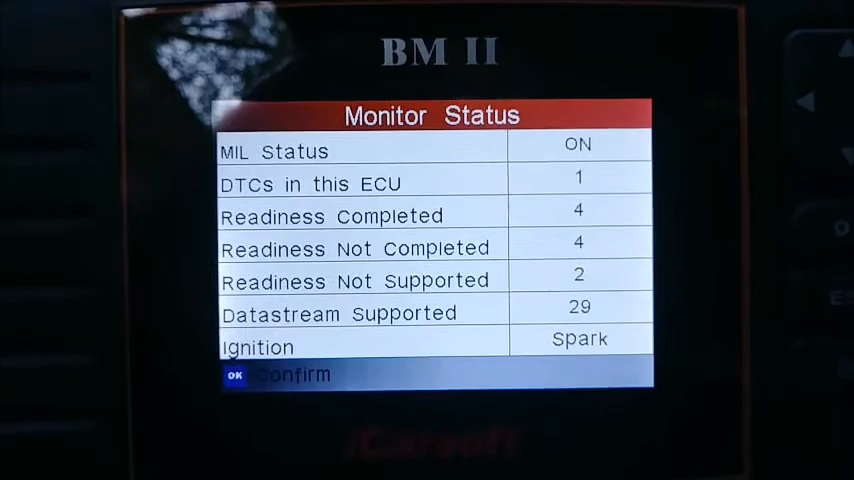 BM II
Monitor Status
MIL Status ON
DTCs in this ECU 1
Readiness Completed 4
Readiness Not Completed 4
Readiness Not Supported 2
Datastream Supported 29
Ignition Spark
OK Confirm
iCarsoft